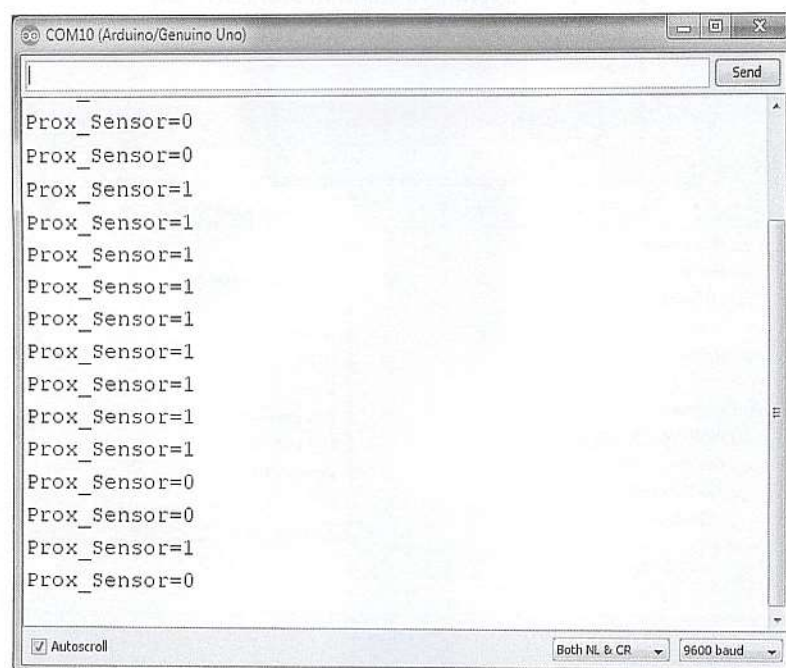 COM10 (Arduino/Genuino Uno)
Send
Prox_Sensor=0
Prox_Sensor=0
Prox_Sensor=1
Prox_Sensor=1
Prox_Sensor=1
Prox_Sensor=1
Prox_Sensor=1
Prox_Sensor=1
Prox_Sensor=1
Prox_Sensor=1
Prox_Sensor=1
Prox_Sensor=0
Prox_Sensor=0
Prox_Sensor=1
Prox_Sensor=0
Autoscroll
Both NL & CR
9600 baud